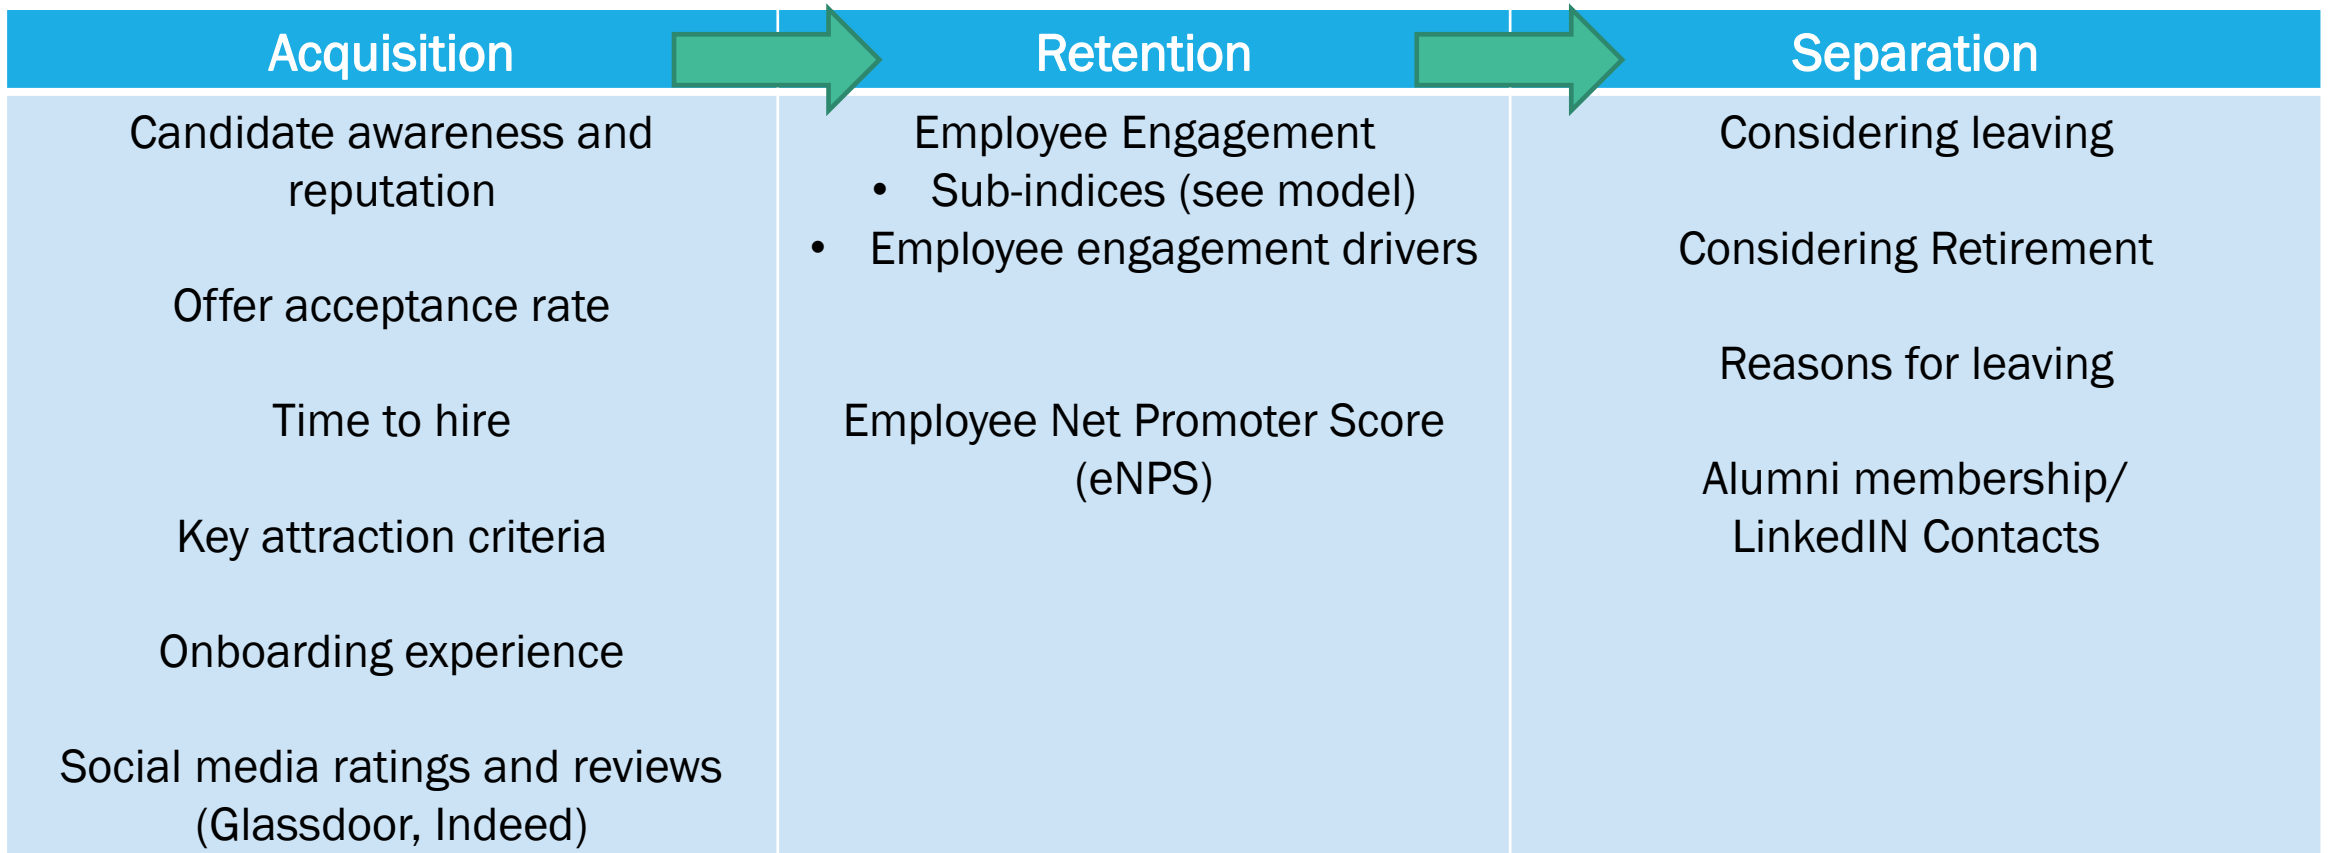 Acquisition
Candidate awareness and
reputation
Offer acceptance rate
Time to hire
Key attraction criteria
Onboarding experience
Social media ratings and reviews
(Glassdoor, Indeed)
Retention
Employee Engagement
• Sub-indices (see model)
• Employee engagement drivers
Employee Net Promoter Score
(eNPS)
Separation
Considering leaving
Considering Retirement
Reasons for leaving
Alumni membership/
LinkedIN Contacts